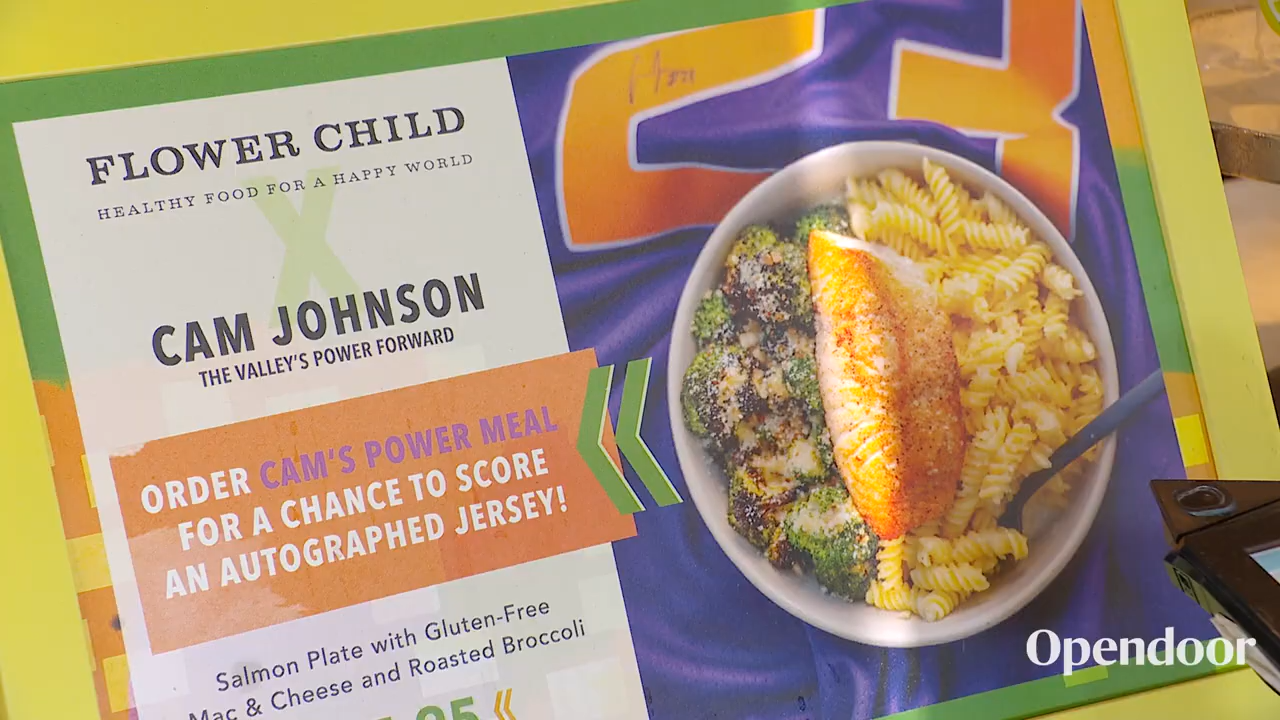 FLOWER CHILD
HEALTHY FOOD FOR A HAPPY WORLD
X
CAM JOHNSON
THE VALLEY'S POWER FORWARD
ORDER CAM'S POWER MEAL
FOR A CHANCE TO SCORE
AN AUTOGRAPHED JERSEY!
Salmon Plate with Gluten-Free
Mac & Cheese and Roasted Broccoli
Opendoor